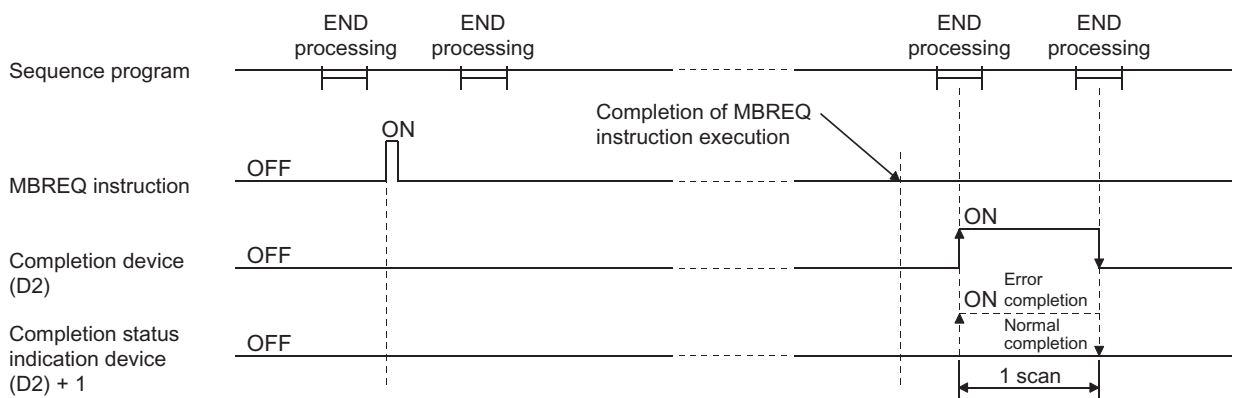 END
processing
END
processing
END
processing
END
processing
Sequence program
Completion of MBREQ
instruction execution
ON
OFF
MBREQ instruction
ON
OFF
Completion device
(D2)
Error
completion
ON
Normal
completion
OFF
Completion status
indication device
(D2) + 1
1 scan